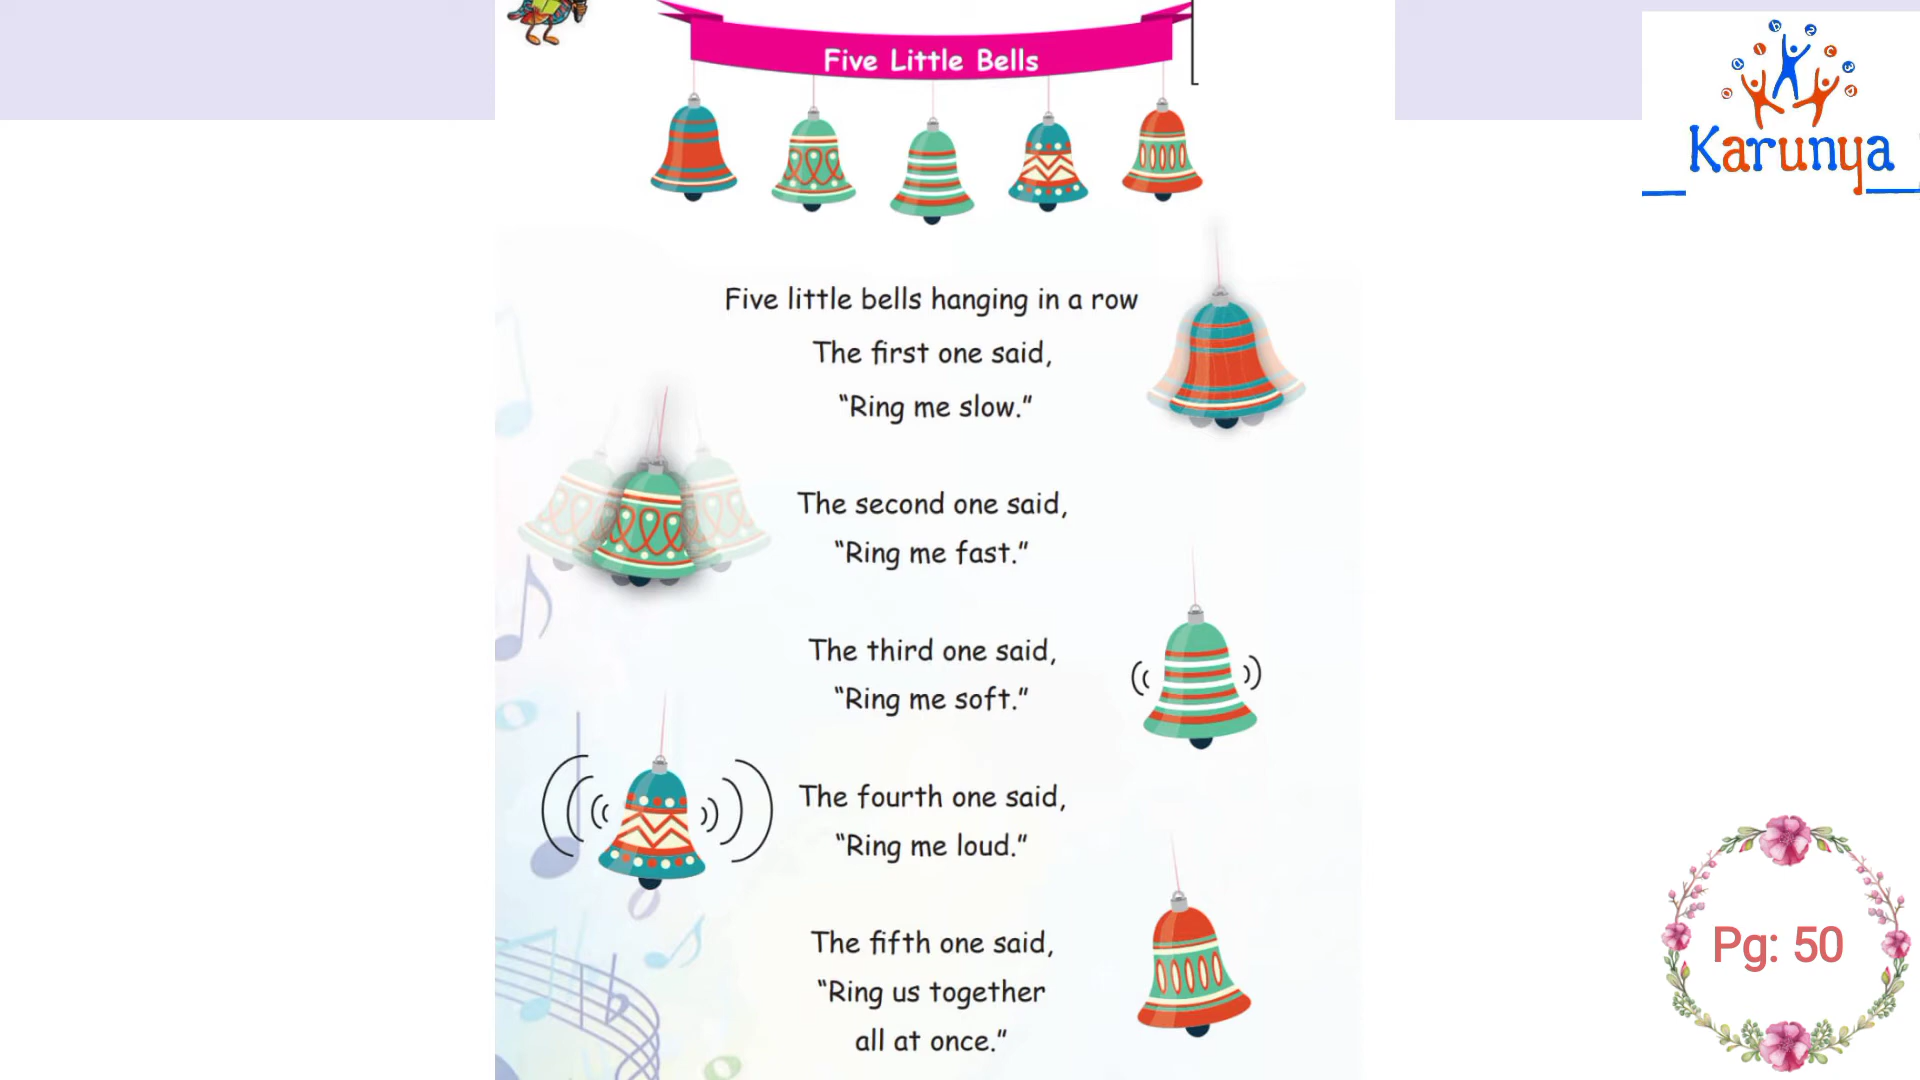 Five Little Bells
Five little bells hanging in a row
The first one said,
“Ring me slow.”
The second one said,
“Ring me fast.”
The third one said,
“Ring me soft.”
The fourth one said,
“Ring me loud.”
The fifth one said,
“Ring us together
all at once.”
Karunya
Pg: 50